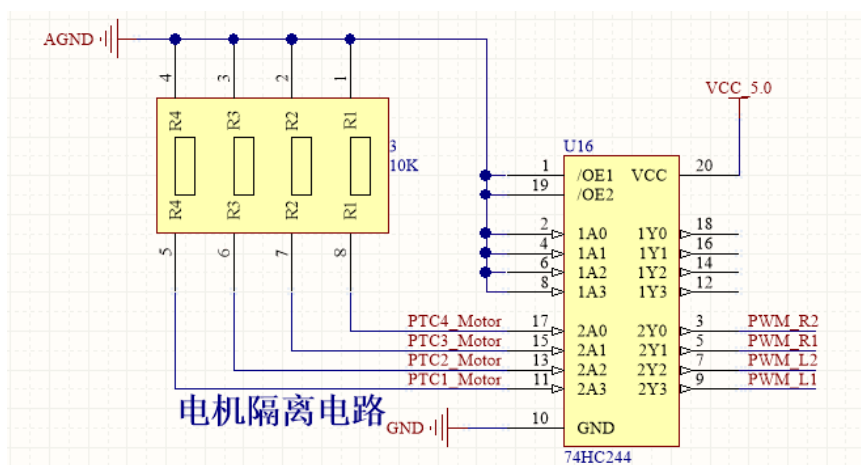 AGND
4 3 2 1
R4 R3 R2 R1
R4 R3 R2 R1
3
10K
5 6 7 8
VCC_5.0
U16
1 /OE1 VCC 20
19 /OE2
2 1A0 1Y0 18
4 1A1 1Y1 16
6 1A2 1Y2 14
8 1A3 1Y3 12
PTC4_Motor 17 2A0 2Y0 3 PWM_R2
PTC3_Motor 15 2A1 2Y1 5 PWM_R1
PTC2_Motor 13 2A2 2Y2 7 PWM_L2
PTC1_Motor 11 2A3 2Y3 9 PWM_L1
电机隔离电路
GND 10 GND
74HC244